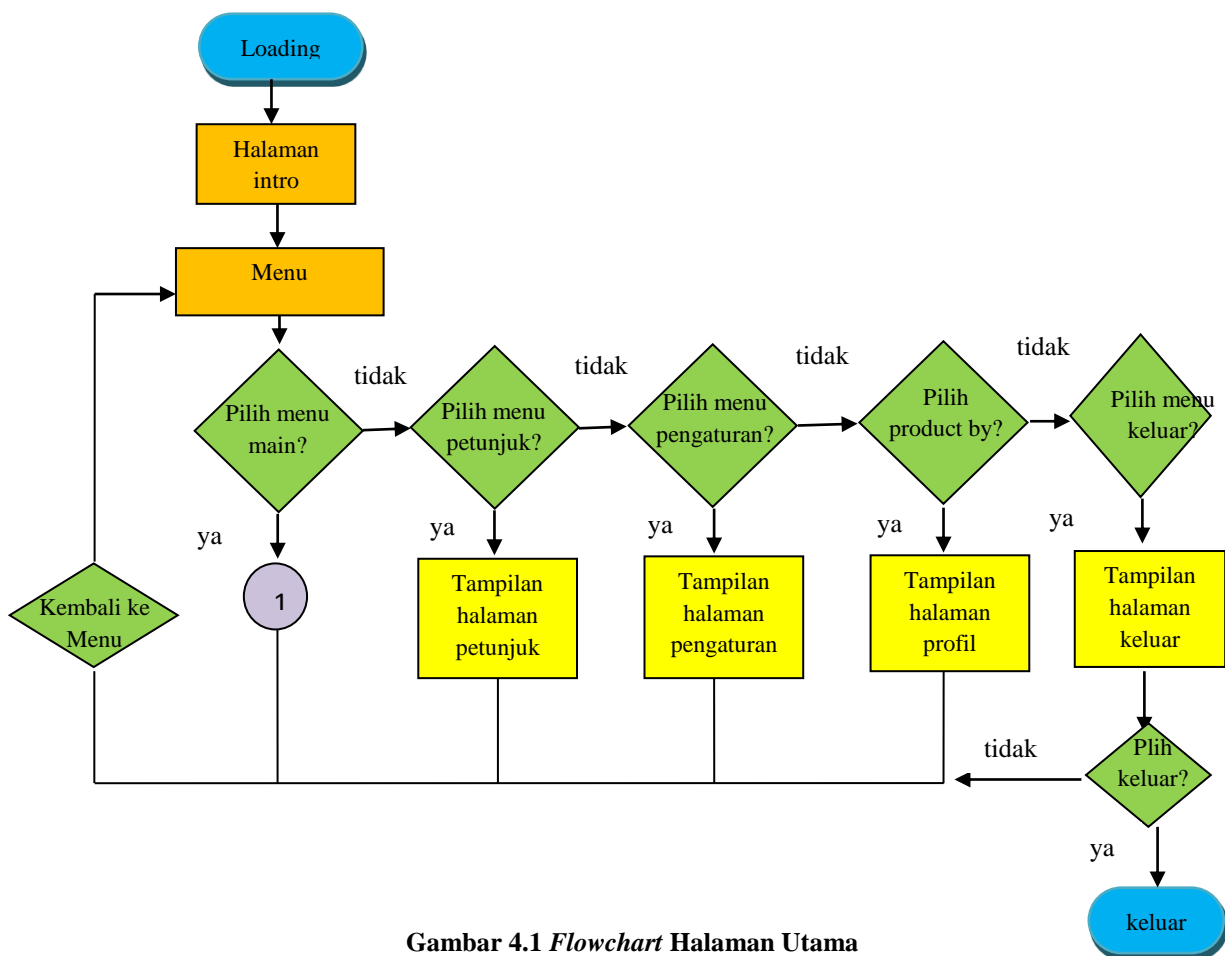 Loading
Halaman
intro
Menu
tidak
tidak
tidak
tidak
Pilih menu
main?
Pilih menu
petunjuk?
Pilih menu
pengaturan?
Pilih
product by?
Pilih menu
keluar?
ya
ya
ya
ya
ya
Kembali ke
Menu
1
Tampilan
halaman
petunjuk
Tampilan
halaman
pengaturan
Tampilan
halaman
profil
Tampilan
halaman
keluar
tidak
Plih
keluar?
ya
keluar
Gambar 4.1 Flowchart Halaman Utama